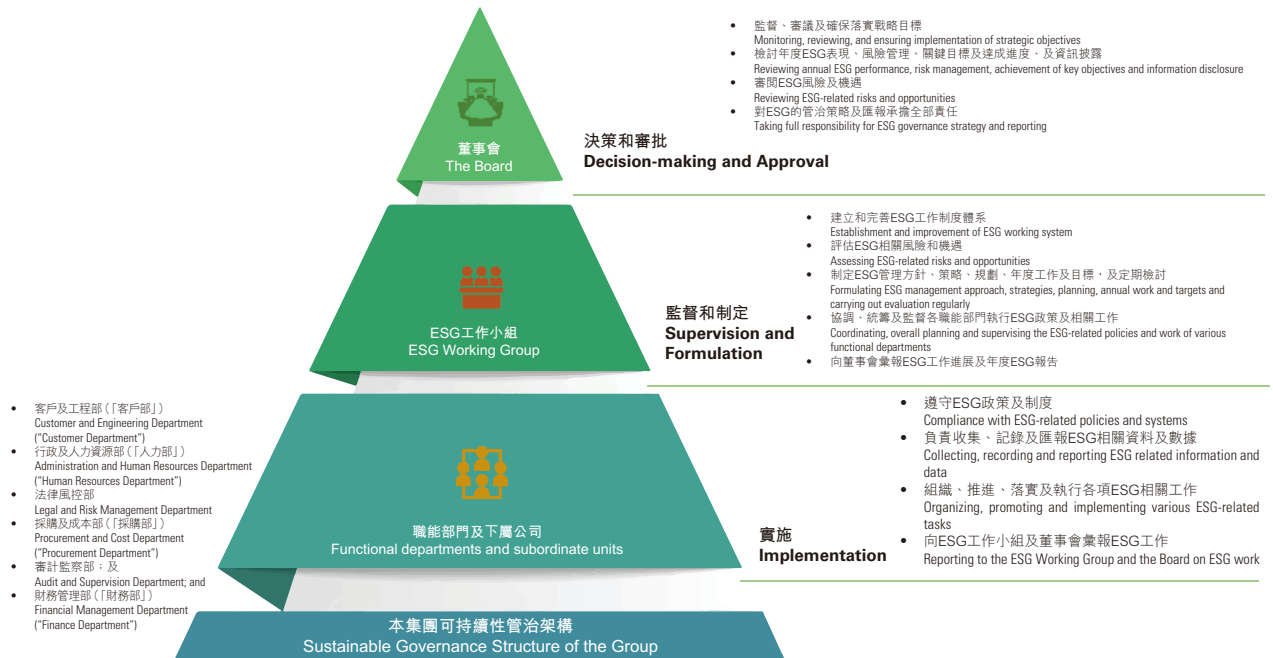 • 監督、審議及確保落實戰略目標
Monitoring, reviewing, and ensuring implementation of strategic objectives
• 檢討年度ESG表現、風險管理、關鍵目標及達成進度、及資訊披露
Reviewing annual ESG performance, risk management, achievement of key objectives and information disclosure
• 審閱ESG風險及機遇
Reviewing ESG-related risks and opportunities
• 對ESG的管治策略及匯報承擔全部責任
Taking full responsibility for ESG governance strategy and reporting
董事會
The Board
決策和審批
Decision-making and Approval
• 建立和完善ESG工作制度體系
Establishment and improvement of ESG working system
• 評估ESG相關風險和機遇
Assessing ESG-related risks and opportunities
• 制定ESG管理方針、策略、規劃、年度工作及目標，及定期檢討
Formulating ESG management approach, strategies, planning, annual work and targets and
carrying out evaluation regularly
• 協調、統籌及監督各職能部門執行ESG政策及相關工作
Coordinating, overall planning and supervising the ESG-related policies and work of various
functional departments
• 向董事會彙報ESG工作進展及年度ESG報告
ESG工作小組
ESG Working Group
監督和制定
Supervision and
Formulation
• 客戶及工程部（「客戶部」）
Customer and Engineering Department
("Customer Department")
• 行政及人力資源部（「人力部」）
Administration and Human Resources Department
("Human Resources Department")
• 法律風控部
Legal and Risk Management Department
• 採購及成本部（「採購部」）
Procurement and Cost Department
("Procurement Department")
• 審計監察部；及
Audit and Supervision Department; and
• 財務管理部（「財務部」）
Financial Management Department
("Finance Department")
職能部門及下屬公司
Functional departments and subordinate units
實施
Implementation
• 遵守ESG政策及制度
Compliance with ESG-related policies and systems
• 負責收集、記錄及匯報ESG相關資料及數據
Collecting, recording and reporting ESG related information and
data
• 組織、推進、落實及執行各項ESG相關工作
Organizing, promoting and implementing various ESG-related
tasks
• 向ESG工作小組及董事會彙報ESG工作
Reporting to the ESG Working Group and the Board on ESG work
本集團可持續性管治架構
Sustainable Governance Structure of the Group